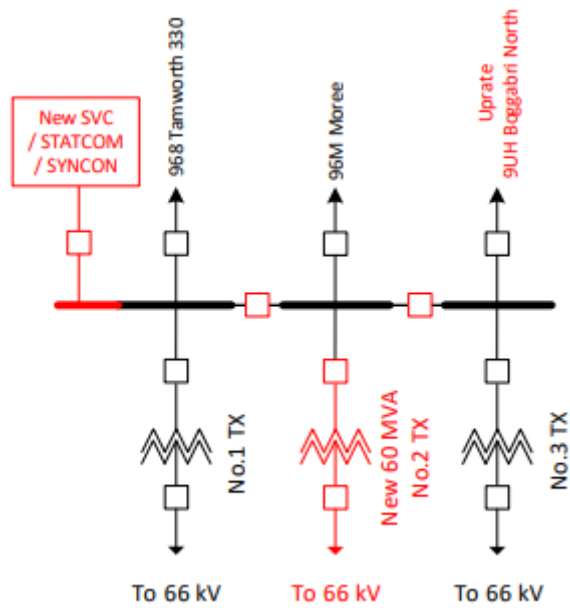 New SVC
/ STATCOM
/ SYNCON
968 Tamworth 330
96M Moree
Uprate
9UH Boggabri North
No.1 TX
New 60 MVA
No.2 TX
No.3 TX
To 66 kV
To 66 kV
To 66 kV